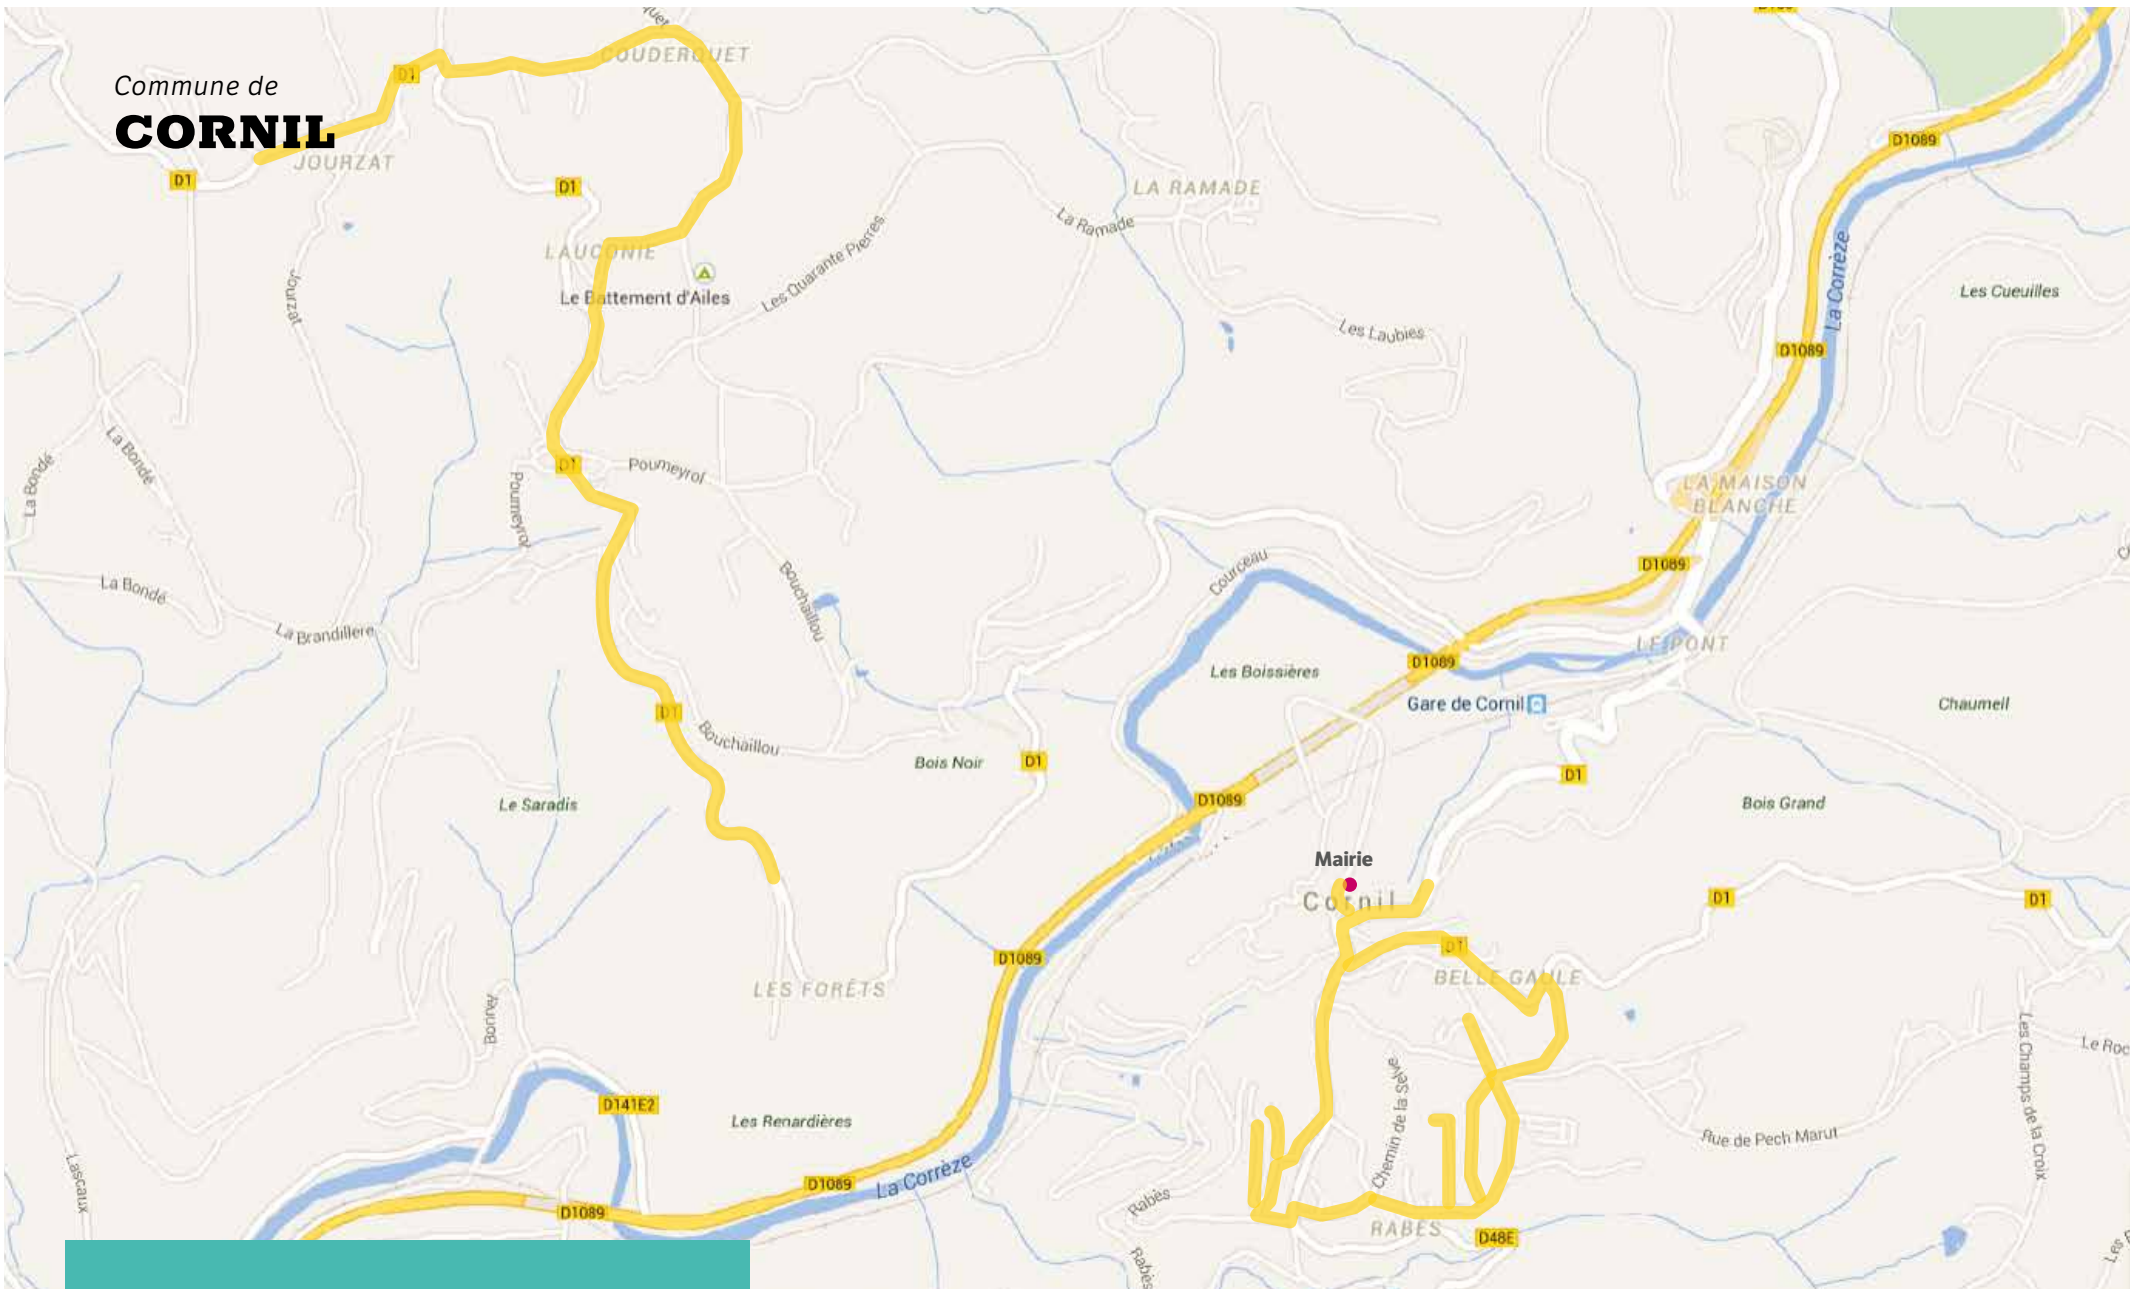 Commune de
CORNIL
COUDERQUET
D1
JOURZAT
D1
D1
LAUCONIE
Le Battement d'Ailes
Les Quarante Pierres
La Ramade
LA RAMADE
D1089
La Corrèze
Les Cueuilles
Les Laubies
D1089
Jourzat
La Bondé
La Bondé
D1
Poumeyrol
Poumeyrol
LA MAISON
BLANCHE
D1089
Courceau
La Bondé
La Brandillere
Bouchaillou
LE PONT
Les Boissières
D1089
Gare de Cornil
Chaumeil
D1
Bouchaillou
Bois Noir
D1
D1
Le Saradis
D1089
Bois Grand
Mairie
Cornil
D1
D1
D1
D1089
BELLE GAULE
LES FORÊTS
Bonny
Les Champs de la Croix
Le Roc
Chemin de la Selve
D141E2
Les Renardières
Rue de Pech Marut
Lascaux
D1089
La Corrèze
D1089
Rabès
Rabès
RABÈS
D48E
Les